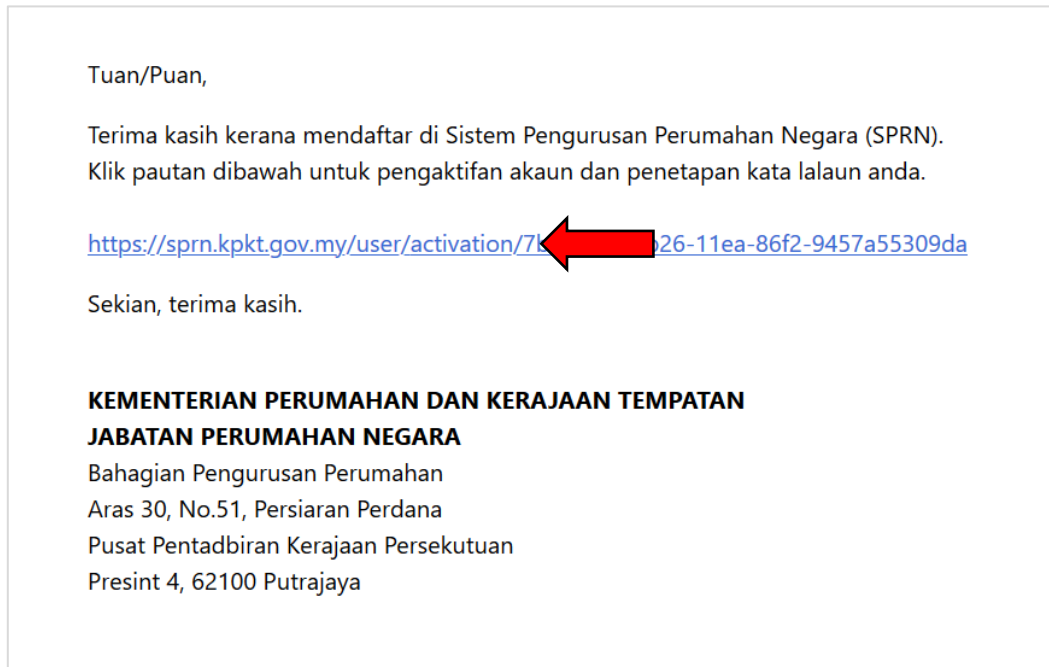 Tuan/Puan,
Terima kasih kerana mendaftar di Sistem Pengurusan Perumahan Negara (SPRN).
Klik pautan dibawah untuk pengaktifan akaun dan penetapan kata lalaun anda.
https://sprn.kpkt.gov.my/user/activation/7 26-11ea-86f2-9457a55309da
Sekian, terima kasih.
KEMENTERIAN PERUMAHAN DAN KERAJAAN TEMPATAN
JABATAN PERUMAHAN NEGARA
Bahagian Pengurusan Perumahan
Aras 30, No.51, Persiaran Perdana
Pusat Pentadbiran Kerajaan Persekutuan
Presint 4, 62100 Putrajaya